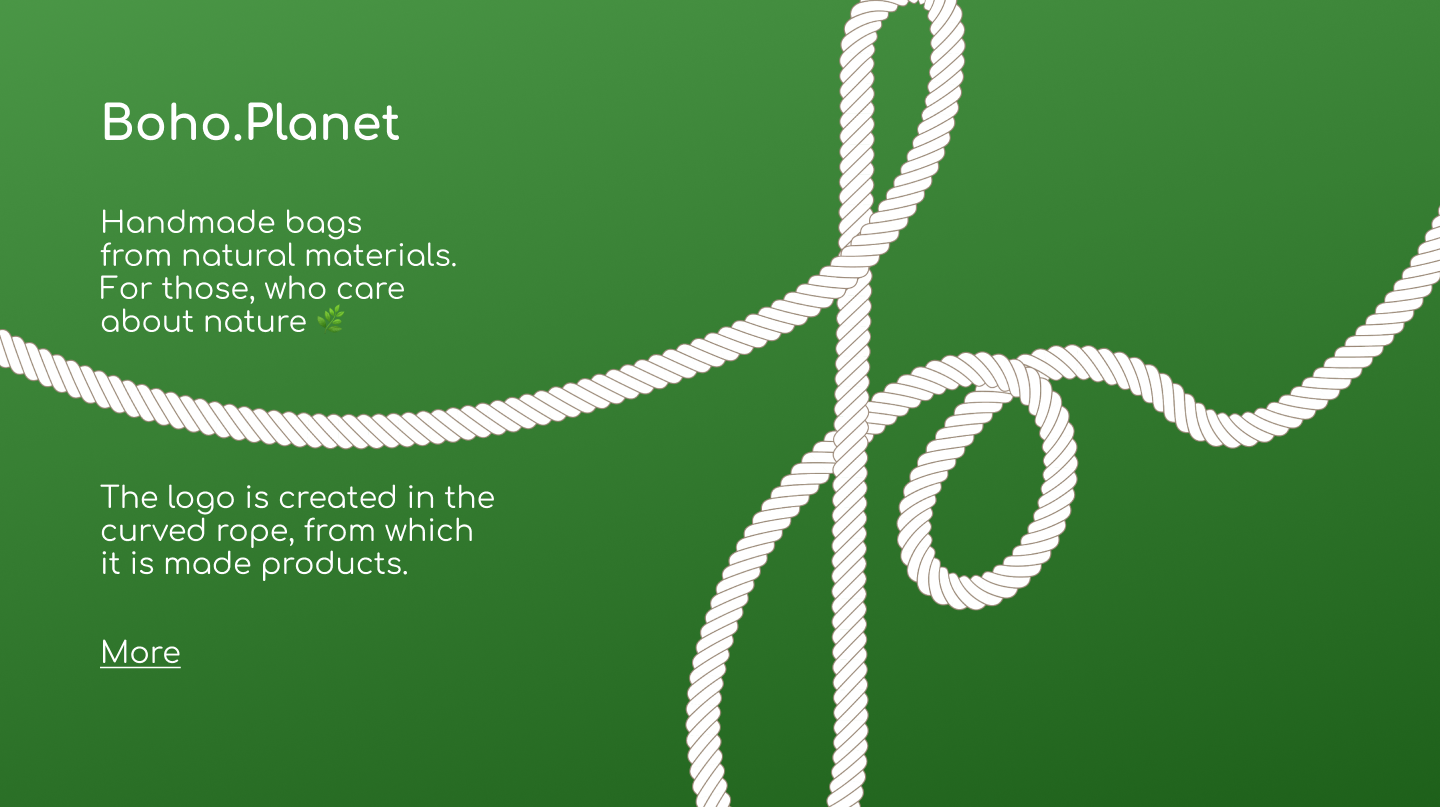 Boho.Planet
Handmade bags
from natural materials.
For those, who care
about nature 🌿
The logo is created in the
curved rope, from which
it is made products.
More